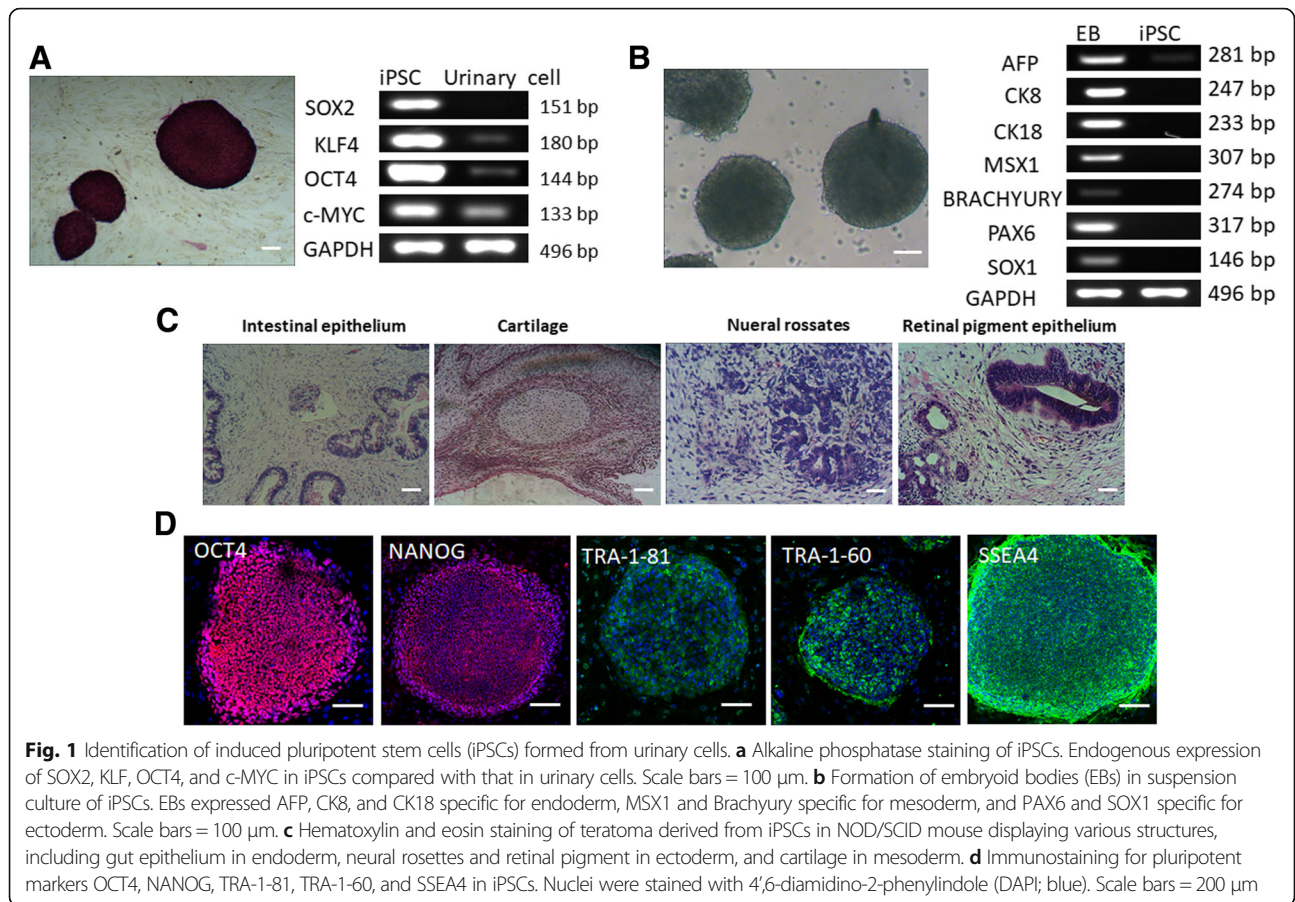 A
iPSC Urinary cell
SOX2 151 bp
KLF4 180 bp
OCT4 144 bp
c-MYC 133 bp
GAPDH 496 bp
B
EB iPSC
AFP 281 bp
CK8 247 bp
CK18 233 bp
MSX1 307 bp
BRACHYURY 274 bp
PAX6 317 bp
SOX1 146 bp
GAPDH 496 bp
C
Intestinal epithelium Cartilage Nueral rossates Retinal pigment epithelium
D
OCT4 NANOG TRA-1-81 TRA-1-60 SSEA4
Fig. 1 Identification of induced pluripotent stem cells (iPSCs) formed from urinary cells. a Alkaline phosphatase staining of iPSCs. Endogenous expression
of SOX2, KLF, OCT4, and c-MYC in iPSCs compared with that in urinary cells. Scale bars = 100 μm. b Formation of embryoid bodies (EBs) in suspension
culture of iPSCs. EBs expressed AFP, CK8, and CK18 specific for endoderm, MSX1 and Brachyury specific for mesoderm, and PAX6 and SOX1 specific for
ectoderm. Scale bars = 100 μm. c Hematoxylin and eosin staining of teratoma derived from iPSCs in NOD/SCID mouse displaying various structures,
including gut epithelium in endoderm, neural rosettes and retinal pigment in ectoderm, and cartilage in mesoderm. d Immunostaining for pluripotent
markers OCT4, NANOG, TRA-1-81, TRA-1-60, and SSEA4 in iPSCs. Nuclei were stained with 4′,6-diamidino-2-phenylindole (DAPI; blue). Scale bars = 200 μm